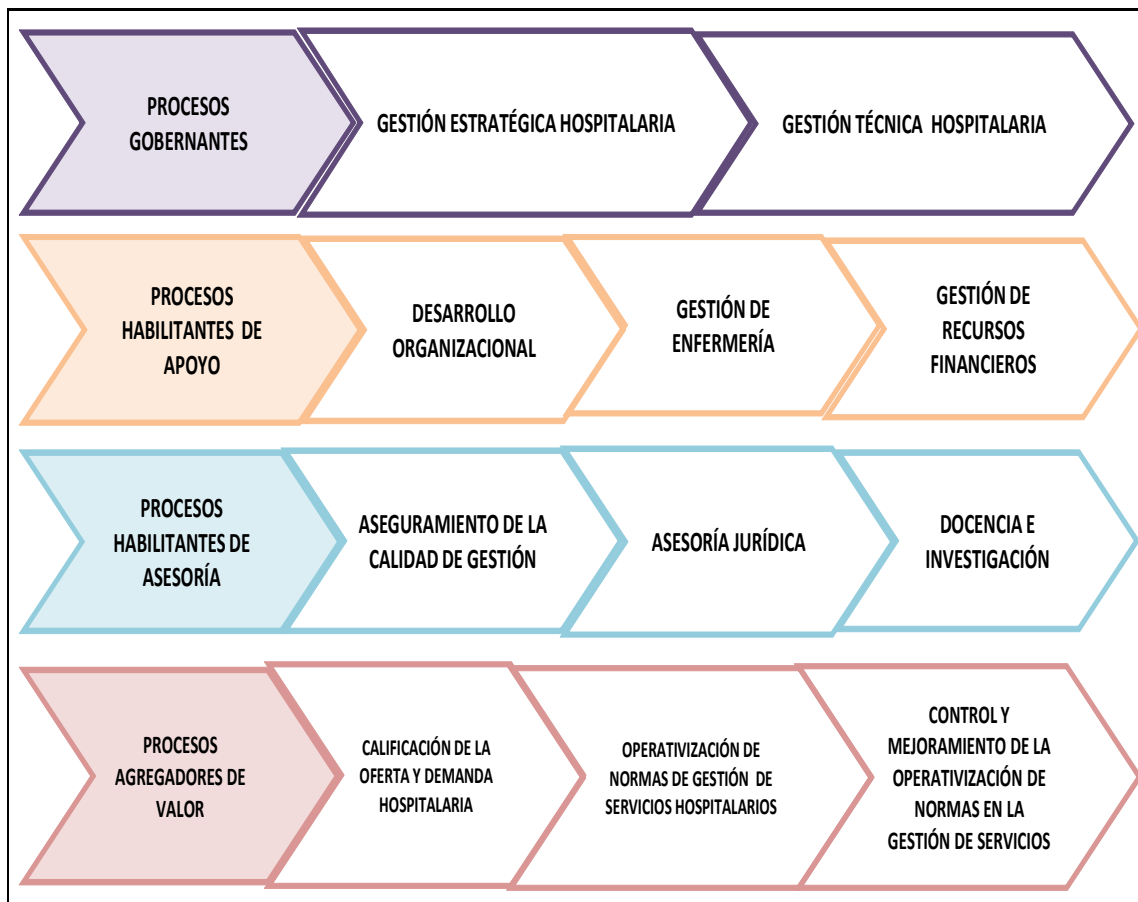 PROCESOS
GOBERNANTES
GESTIÓN ESTRATÉGICA HOSPITALARIA
GESTIÓN TÉCNICA HOSPITALARIA
PROCESOS
HABILITANTES DE
APOYO
DESARROLLO
ORGANIZACIONAL
GESTIÓN DE
ENFERMERÍA
GESTIÓN DE
RECURSOS
FINANCIEROS
PROCESOS
HABILITANTES DE
ASESORÍA
ASEGURAMIENTO DE LA
CALIDAD DE GESTIÓN
ASESORÍA JURÍDICA
DOCENCIA E
INVESTIGACIÓN
PROCESOS
AGREGADORES DE
VALOR
CALIFICACIÓN DE LA
OFERTA Y DEMANDA
HOSPITALARIA
OPERATIVIZACIÓN DE
NORMAS DE GESTIÓN DE
SERVICIOS HOSPITALARIOS
CONTROL Y
MEJORAMIENTO DE LA
OPERATIVIZACIÓN DE
NORMAS EN LA
GESTIÓN DE SERVICIOS